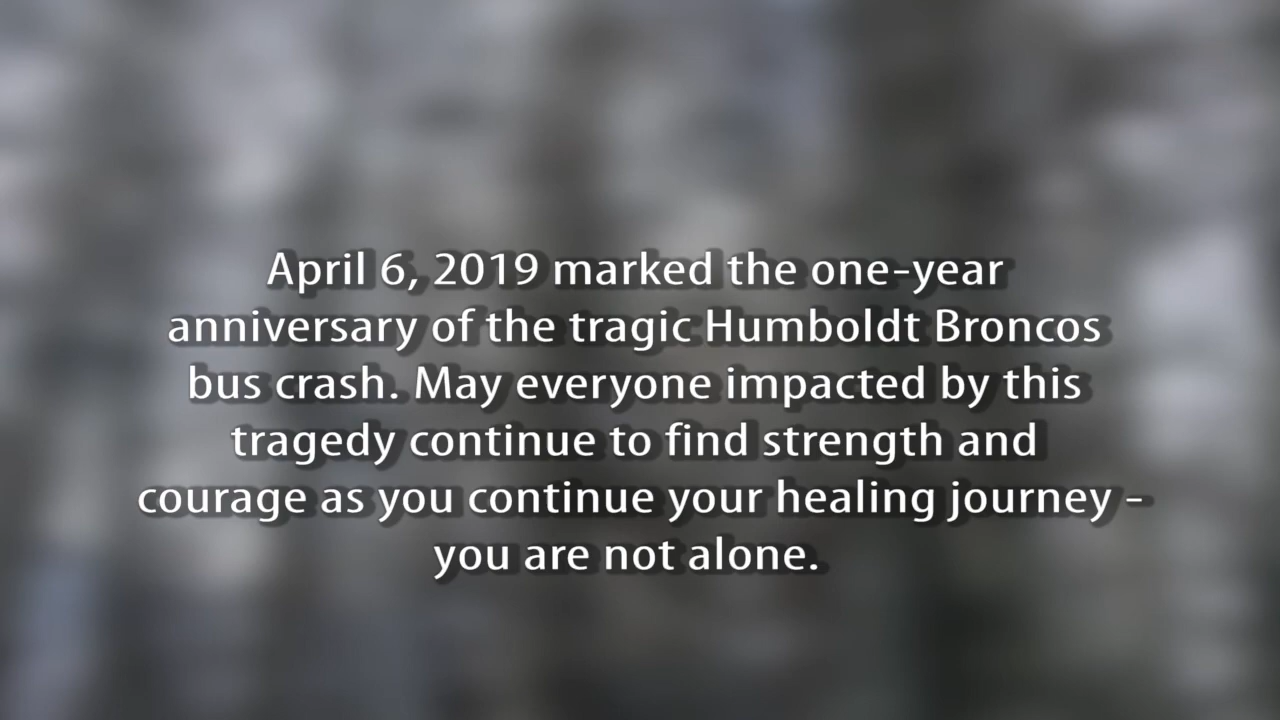 April 6, 2019 marked the one-year
anniversary of the tragic Humboldt Broncos
bus crash. May everyone impacted by this
tragedy continue to find strength and
courage as you continue your healing journey -
you are not alone.